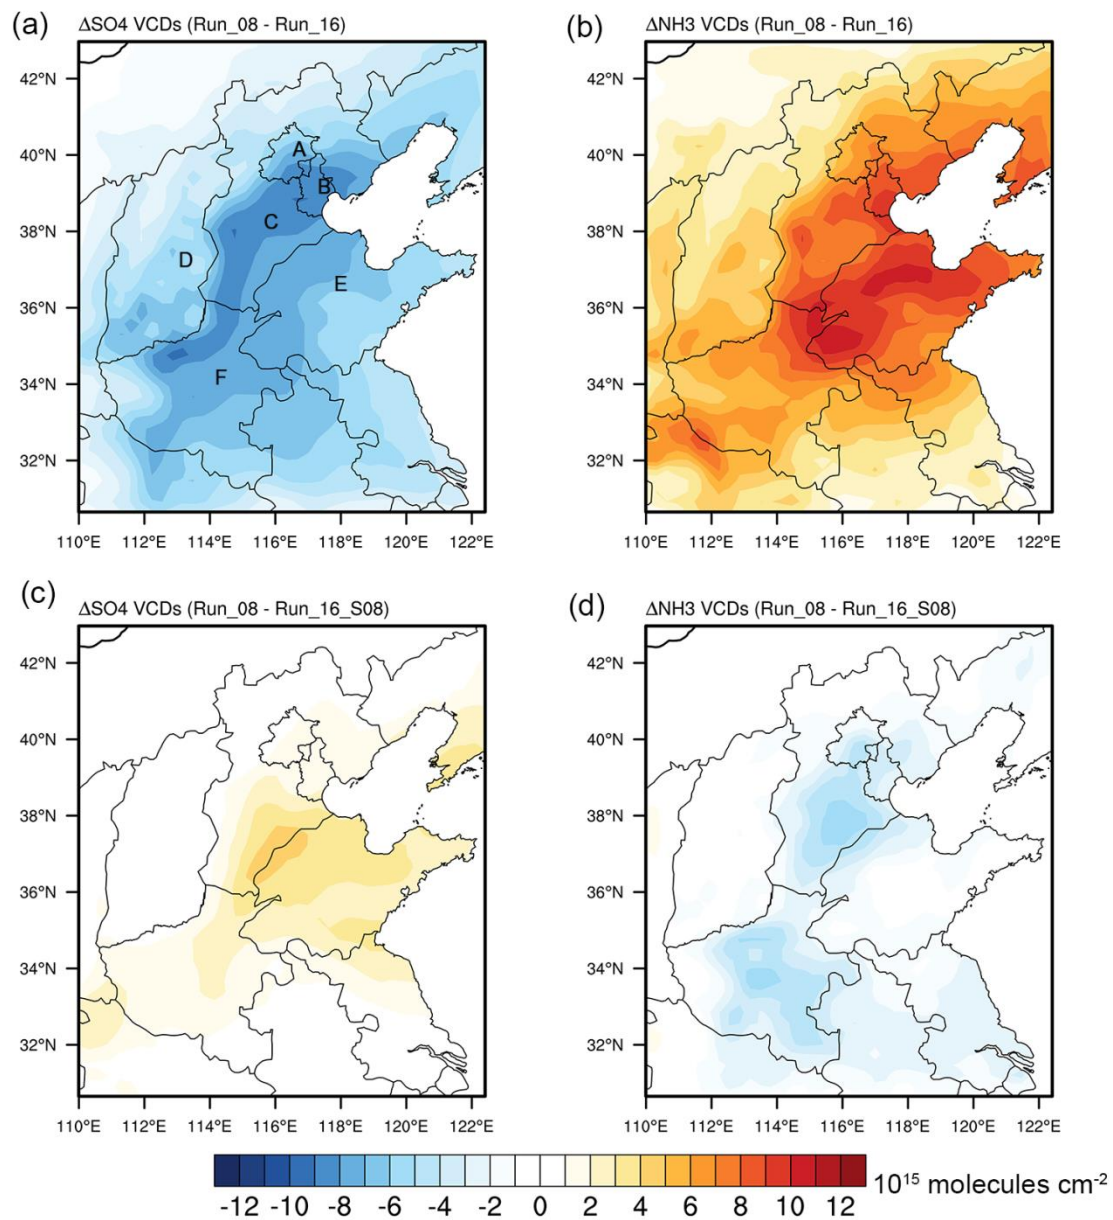 (a) ΔSO4 VCDs (Run_08 - Run_16)
42°N
40°N
38°N
36°N
34°N
32°N
A
B
C
D
E
F
110°E 112°E 114°E 116°E 118°E 120°E 122°E
(b) ΔNH3 VCDs (Run_08 - Run_16)
42°N
40°N
38°N
36°N
34°N
32°N
110°E 112°E 114°E 116°E 118°E 120°E 122°E
(c) ΔSO4 VCDs (Run_08 - Run_16_S08)
42°N
40°N
38°N
36°N
34°N
32°N
110°E 112°E 114°E 116°E 118°E 120°E 122°E
(d) ΔNH3 VCDs (Run_08 - Run_16_S08)
42°N
40°N
38°N
36°N
34°N
32°N
110°E 112°E 114°E 116°E 118°E 120°E 122°E
-12 -10 -8 -6 -4 -2 0 2 4 6 8 10 12 10¹⁵ molecules cm⁻²